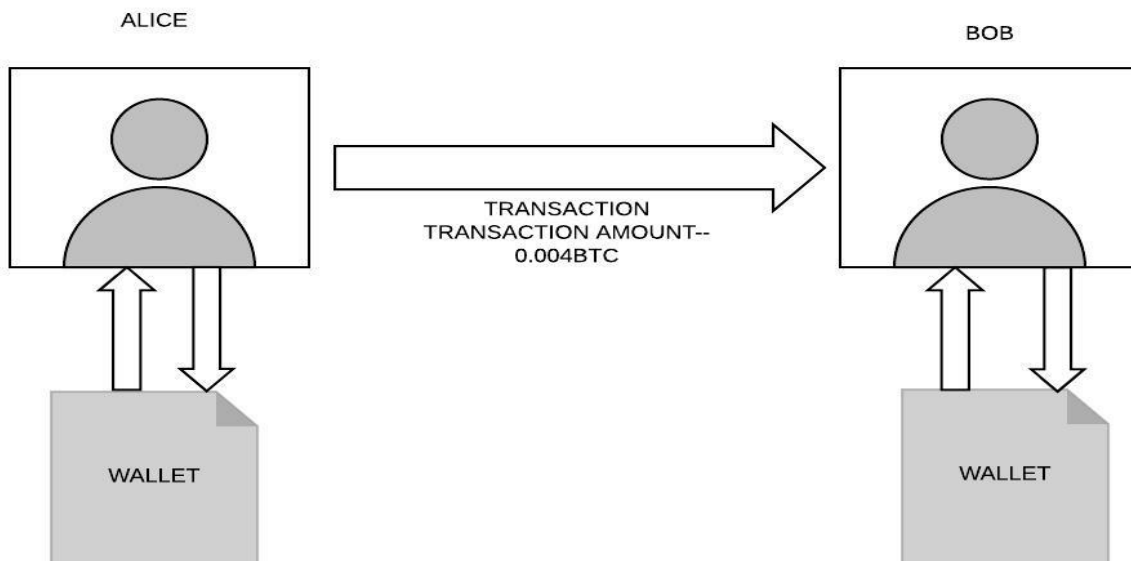 ALICE
BOB
TRANSACTION
TRANSACTION AMOUNT--
0.004BTC
WALLET
WALLET